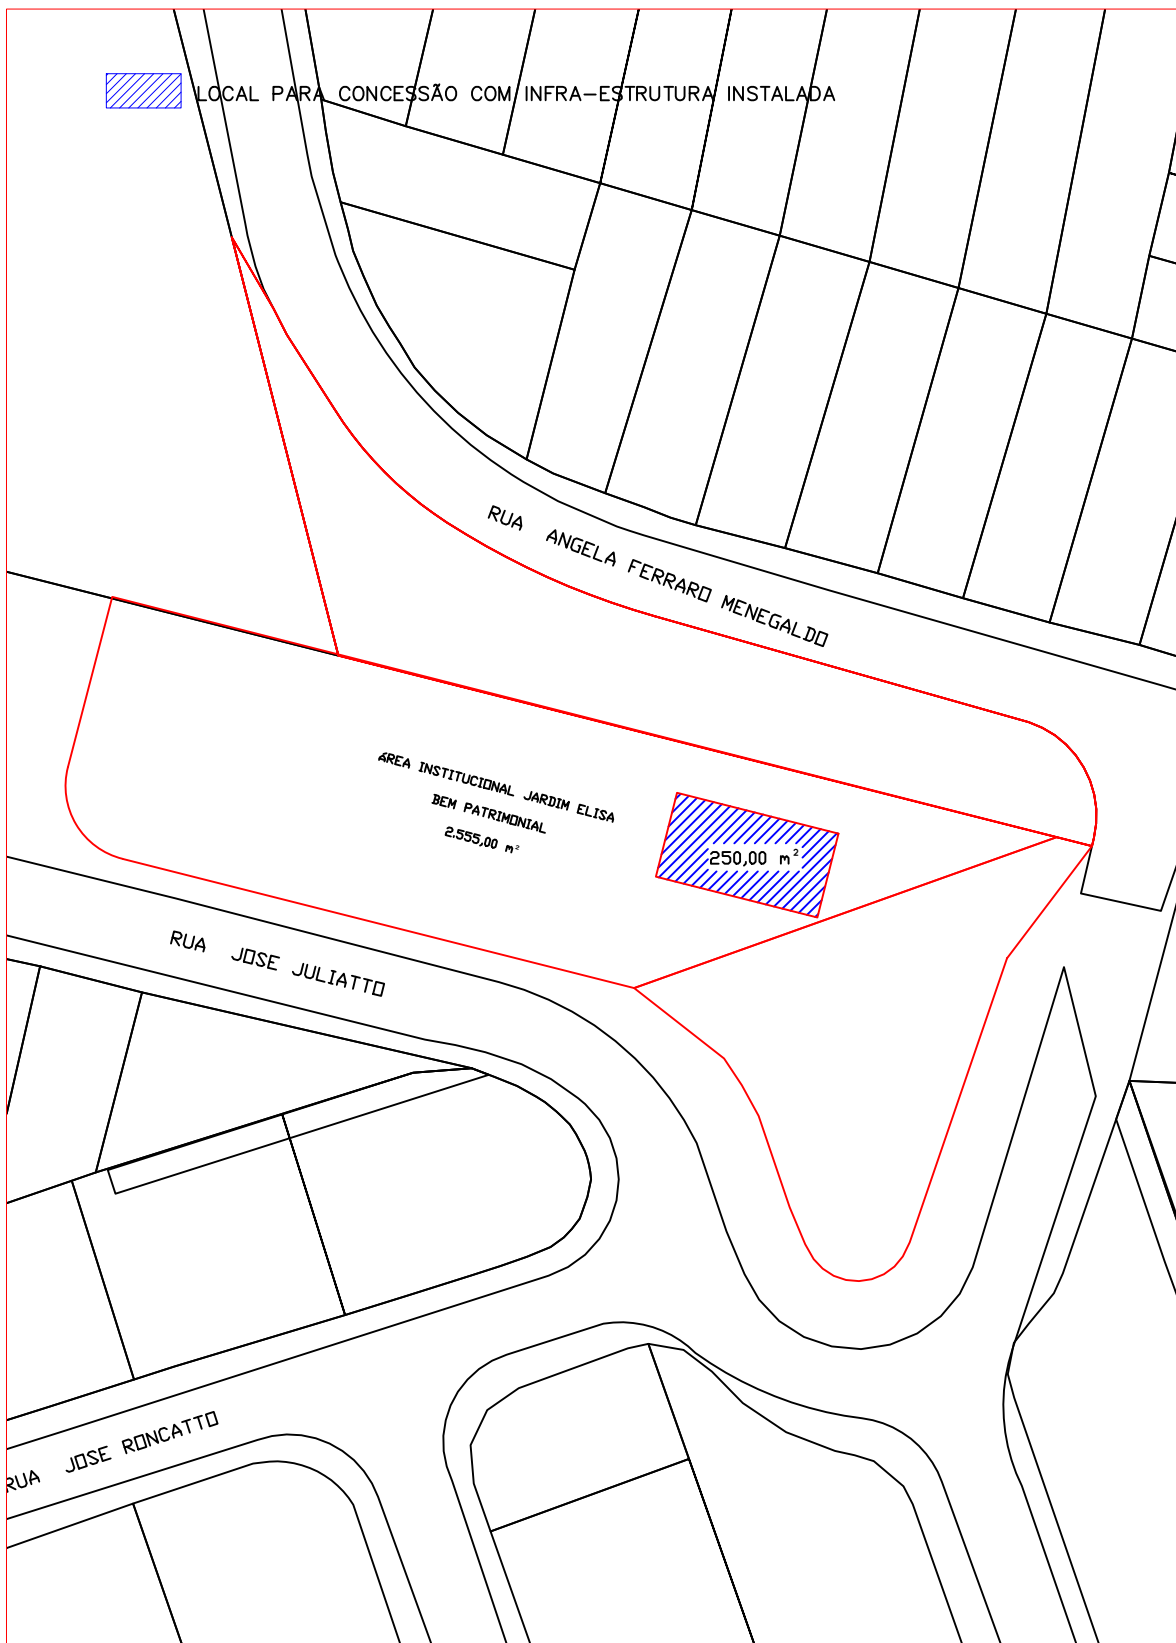 LOCAL PARA CONCESSÃO COM INFRA-ESTRUTURA INSTALADA
RUA ANGELA FERRARO MENEGALDO
ÁREA INSTITUCIONAL JARDIM ELISA
BEM PATRIMONIAL
2.555,00 m²
250,00 m²
RUA JOSE JULIATTO
RUA JOSE RONCATTO